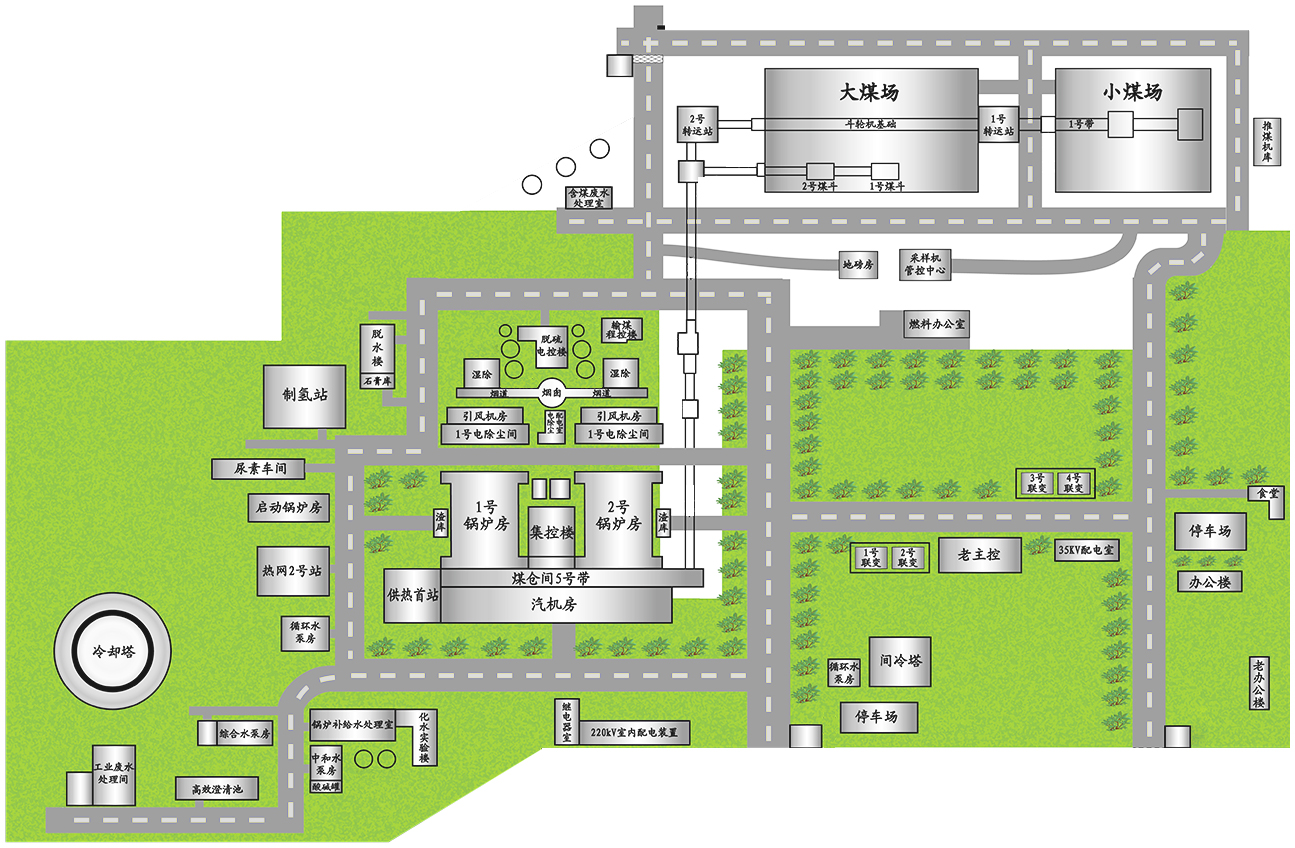 大煤场
小煤场
2号
转运站
斗轮机基础
1号
转运站
1号带
推煤机库
2号煤斗
1号煤斗
含煤废水
处理室
地磅房
采样机
管控中心
燃料办公室
脱水楼
石膏库
脱硫
电控楼
输煤
程控楼
湿除
湿除
烟道
烟囱
烟道
制氢站
引风机房
引风机房
电除尘
配电室
1号电除尘间
1号电除尘间
尿素车间
启动锅炉房
1号
锅炉房
2号
锅炉房
渣库
渣库
集控楼
3号
联变
4号
联变
食堂
停车场
热网2号站
煤仓间5号带
供热首站
汽机房
1号
联变
2号
联变
老主控
35KV配电室
办公楼
循环水
泵房
冷却塔
间冷塔
循环水
泵房
停车场
老办公楼
综合水泵房
锅炉补给水处理室
化水实验楼
继电器室
220kV室内配电装置
工业废水
处理间
高效澄清池
中和水
泵房
酸碱罐